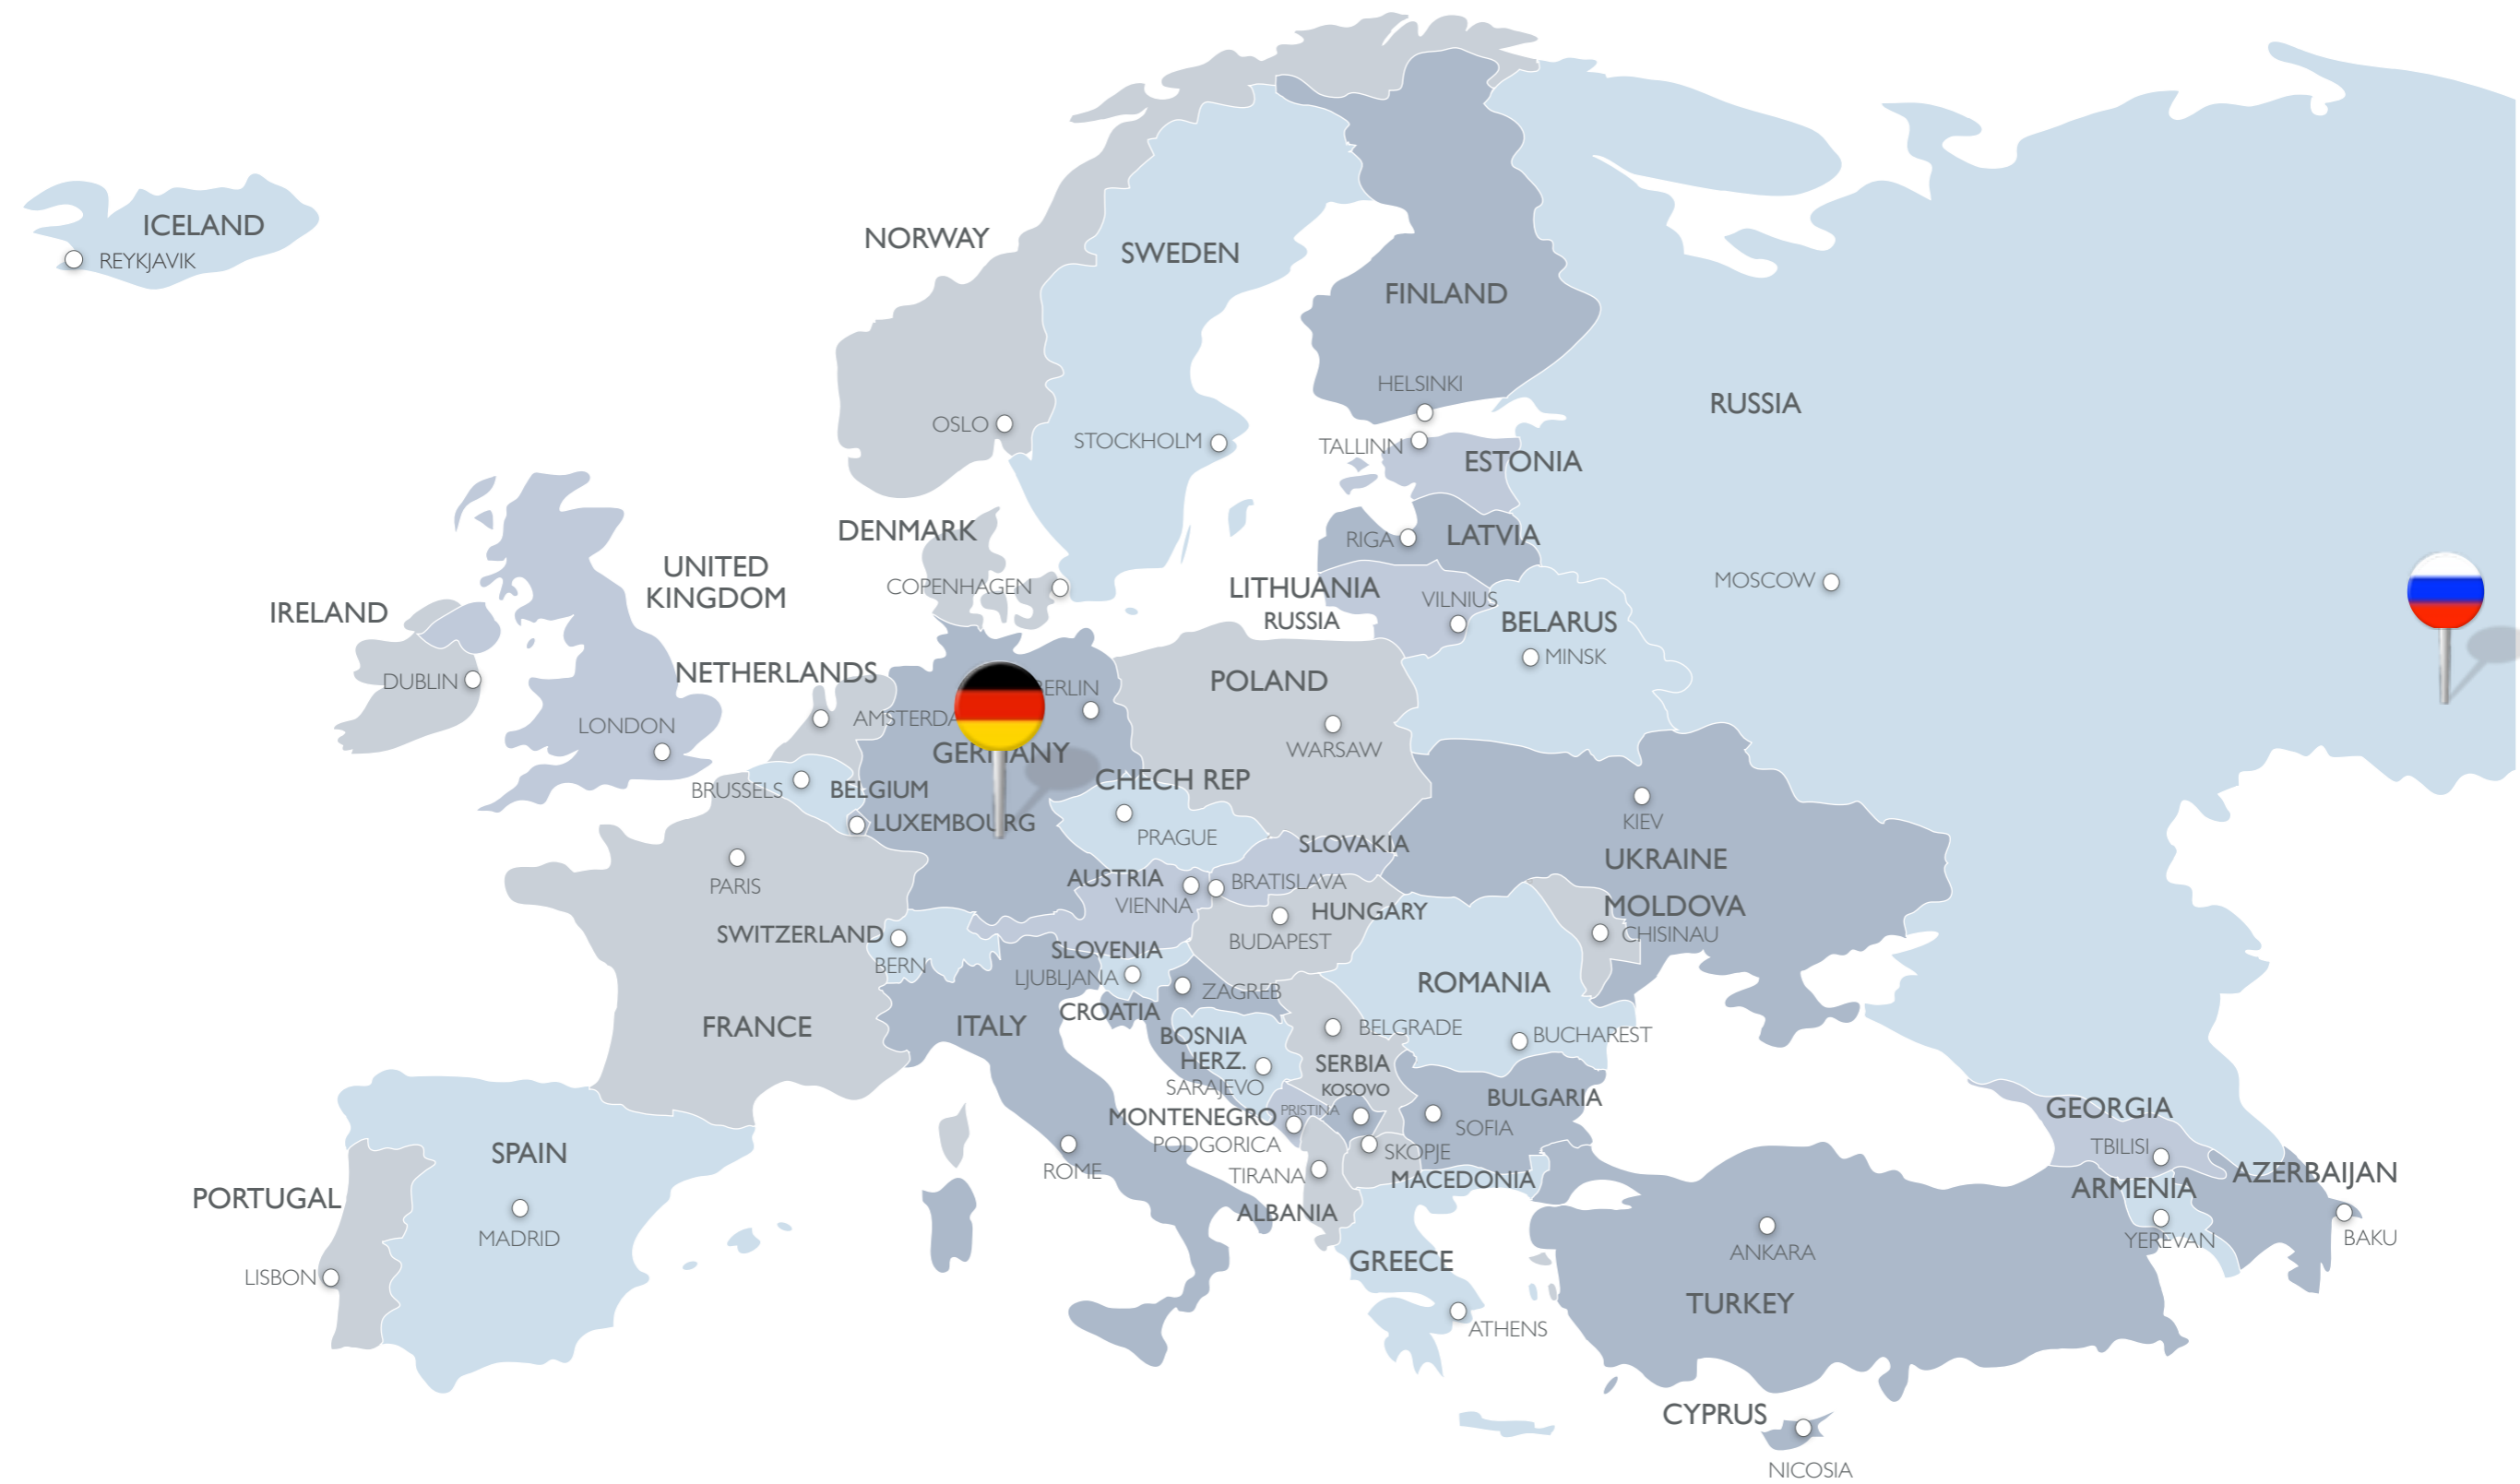 ICELAND
REYKJAVIK
NORWAY
SWEDEN
FINLAND
HELSINKI
RUSSIA
OSLO
STOCKHOLM
TALLINN
ESTONIA
DENMARK
RIGA
LATVIA
UNITED
KINGDOM
COPENHAGEN
LITHUANIA
VILNIUS
MOSCOW
IRELAND
RUSSIA
BELARUS
MINSK
NETHERLANDS
DUBLIN
BERLIN
POLAND
LONDON
AMSTERDA
WARSAW
GERMANY
BRUSSELS
BELGIUM
CHECH REP
LUXEMBOURG
PRAGUE
KIEV
SLOVAKIA
UKRAINE
PARIS
AUSTRIA
BRATISLAVA
VIENNA
HUNGARY
MOLDOVA
SWITZERLAND
BUDAPEST
CHISINAU
BERN
SLOVENIA
LJUBLJANA
ZAGREB
ROMANIA
FRANCE
ITALY
CROATIA
BELGRADE
BUCHAREST
BOSNIA
HERZ.
SARAJEVO
SERBIA
KOSOVO
BULGARIA
MONTENEGRO
PRISTINA
SOFIA
GEORGIA
SPAIN
PODGORICA
SKOPJE
TBILISI
ROME
TIRANA
MACEDONIA
AZERBAIJAN
PORTUGAL
ALBANIA
ARMENIA
MADRID
YEREVAN
BAKU
LISBON
GREECE
ANKARA
ATHENS
TURKEY
CYPRUS
NICOSIA